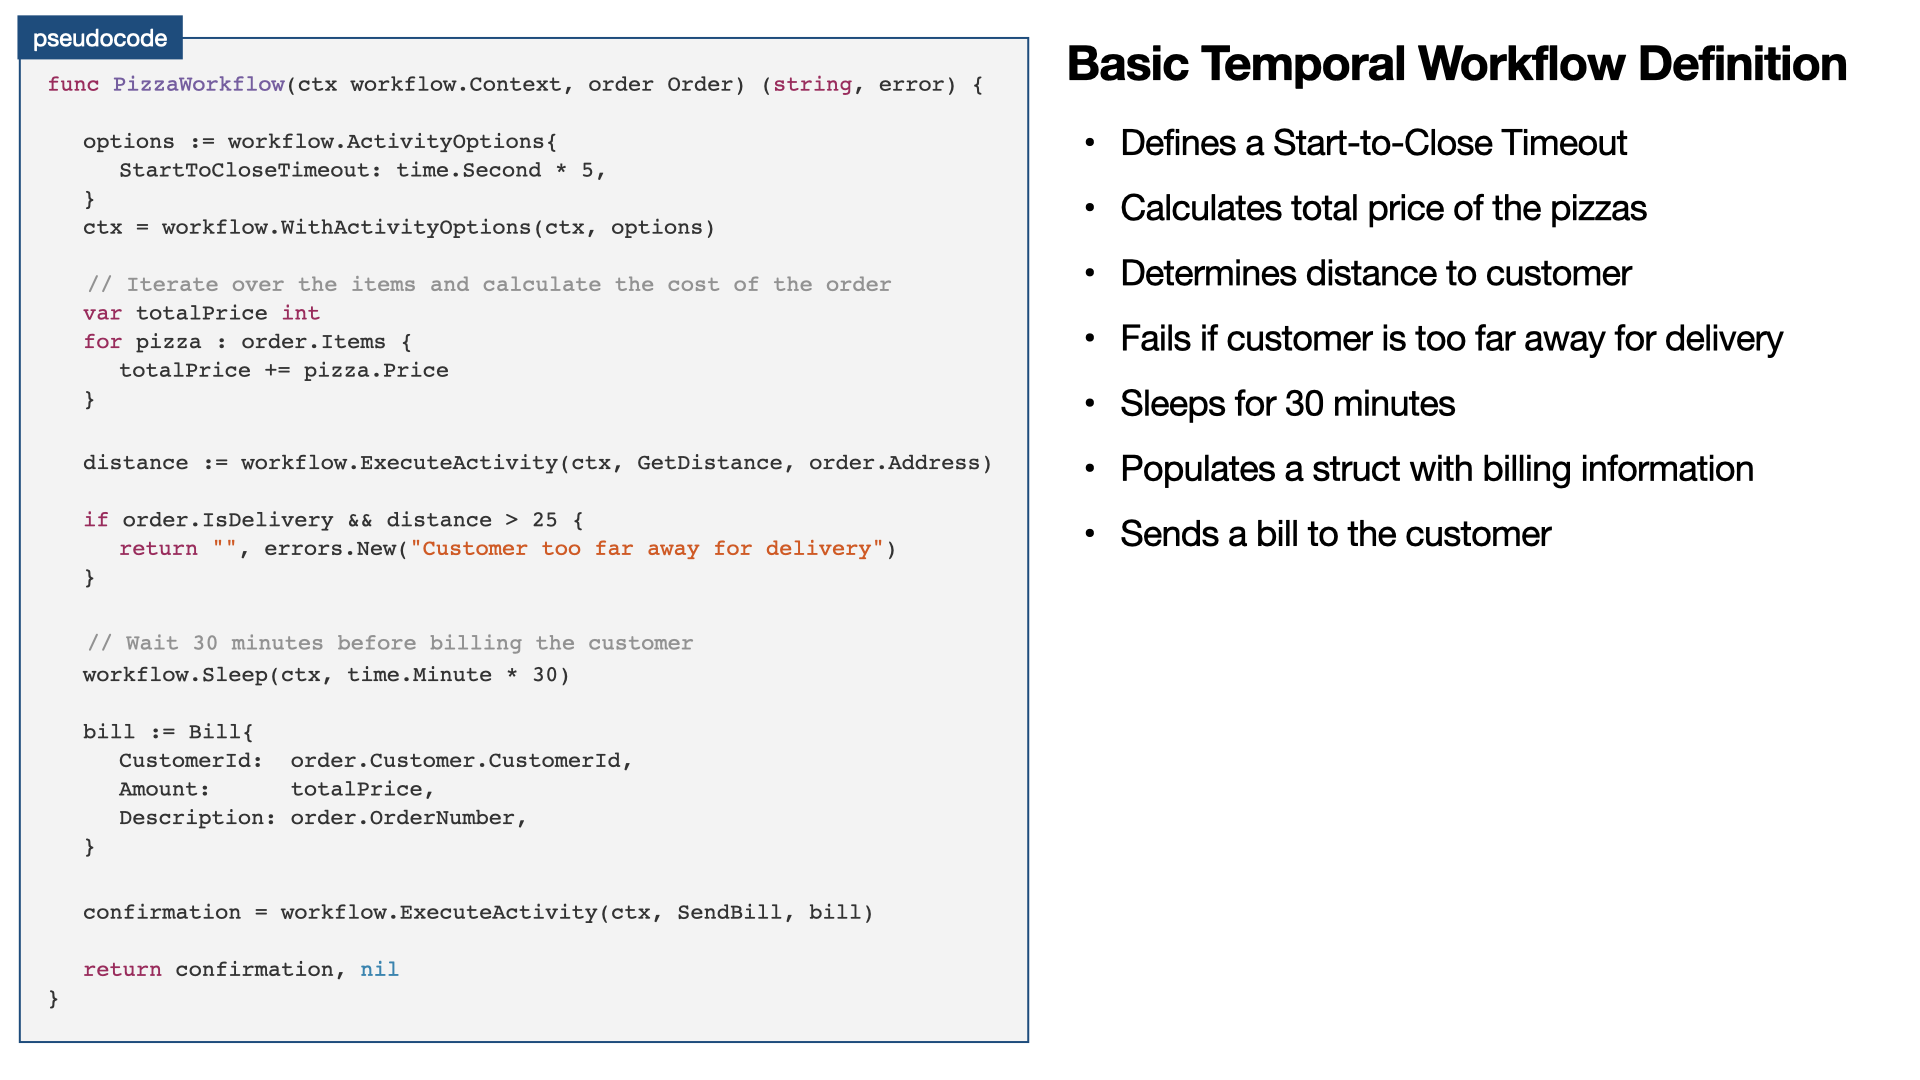 pseudocode
func PizzaWorkflow(ctx workflow.Context, order Order) (string, error) {
options := workflow.ActivityOptions{
StartToCloseTimeout: time.Second * 5,
}
ctx = workflow.WithActivityOptions(ctx, options)
// Iterate over the items and calculate the cost of the order
var totalPrice int
for pizza : order.Items {
totalPrice += pizza.Price
}
distance := workflow.ExecuteActivity(ctx, GetDistance, order.Address)
if order.IsDelivery && distance > 25 {
return "", errors.New("Customer too far away for delivery")
}
// Wait 30 minutes before billing the customer
workflow.Sleep(ctx, time.Minute * 30)
bill := Bill{
CustomerId: order.Customer.CustomerId,
Amount: totalPrice,
Description: order.OrderNumber,
}
confirmation = workflow.ExecuteActivity(ctx, SendBill, bill)
return confirmation, nil
}
Basic Temporal Workflow Definition
• Defines a Start-to-Close Timeout
• Calculates total price of the pizzas
• Determines distance to customer
• Fails if customer is too far away for delivery
• Sleeps for 30 minutes
• Populates a struct with billing information
• Sends a bill to the customer